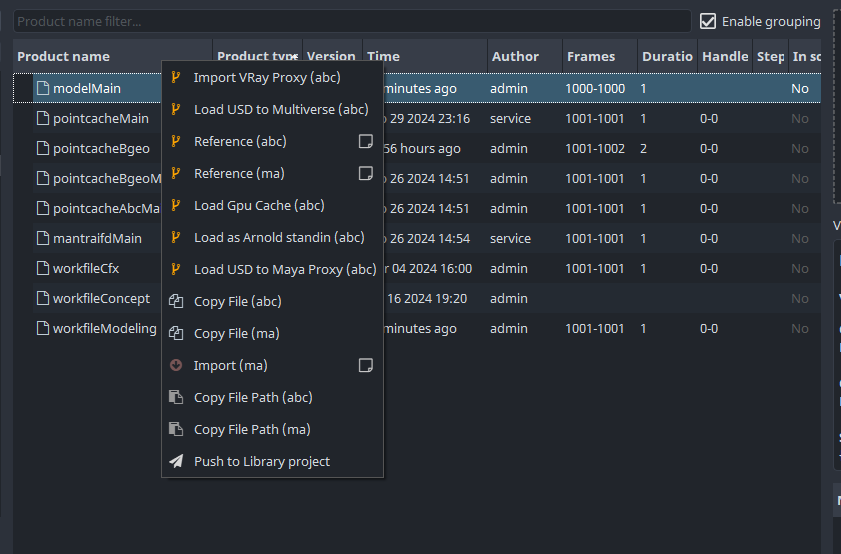 Product name filter...
Enable grouping
Product name Product type Version Time Author Frames Duratio Handle Step In sc
modelMain minutes ago admin 1000-1000 1 No
pointcacheMain 29 2024 23:16 service 1001-1001 1 0-0 No
pointcacheBgeo 56 hours ago admin 1001-1002 2 0-0 No
pointcacheBgeoM 26 2024 14:51 admin 1001-1001 1 0-0 No
pointcacheAbcMa 26 2024 14:51 admin 1001-1001 1 0-0 No
mantraifdMain 26 2024 14:54 service 1001-1001 1 0-0 No
workfileCfx r 04 2024 16:00 admin 1001-1001 1 0-0 No
workfileConcept 16 2024 19:20 admin No
workfileModeling minutes ago admin 1001-1001 1 0-0 No
Import VRay Proxy (abc)
Load USD to Multiverse (abc)
Reference (abc)
Reference (ma)
Load Gpu Cache (abc)
Load as Arnold standin (abc)
Load USD to Maya Proxy (abc)
Copy File (abc)
Copy File (ma)
Import (ma)
Copy File Path (abc)
Copy File Path (ma)
Push to Library project